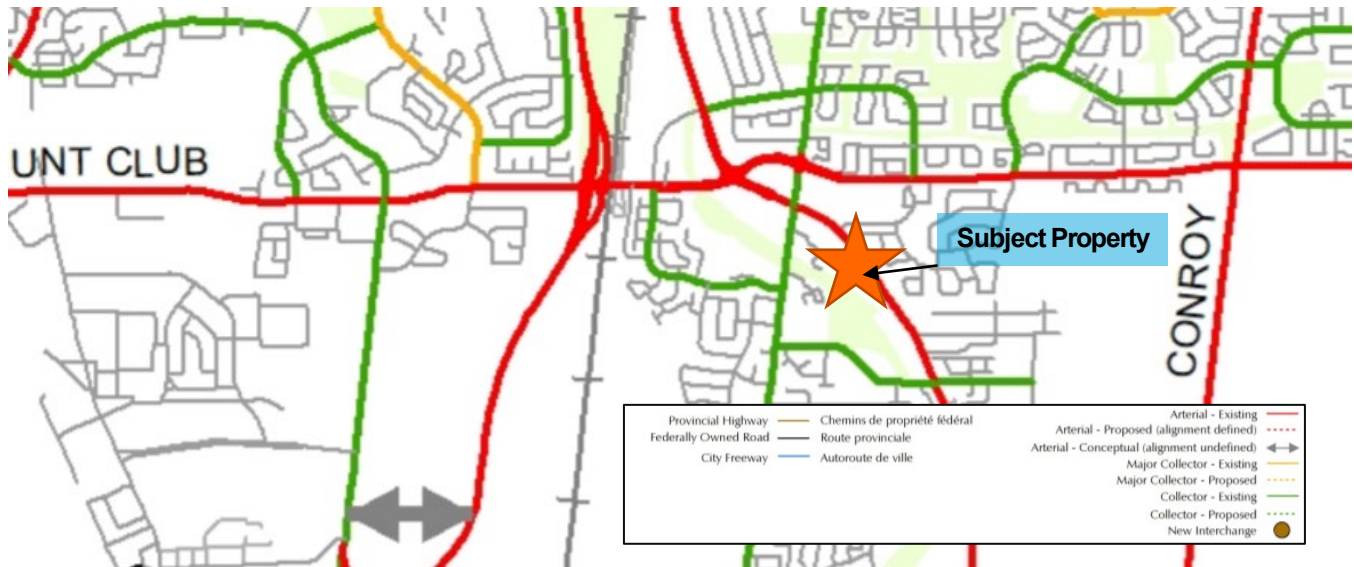 UNT CLUB
Subject Property
CONROY
Provincial Highway Chemins de propriété fédéral
Federally Owned Road Route provinciale
City Freeway Autoroute de ville
Arterial - Existing
Arterial - Proposed (alignment defined)
Arterial - Conceptual (alignment undefined)
Major Collector - Existing
Major Collector - Proposed
Collector - Existing
Collector - Proposed
New Interchange